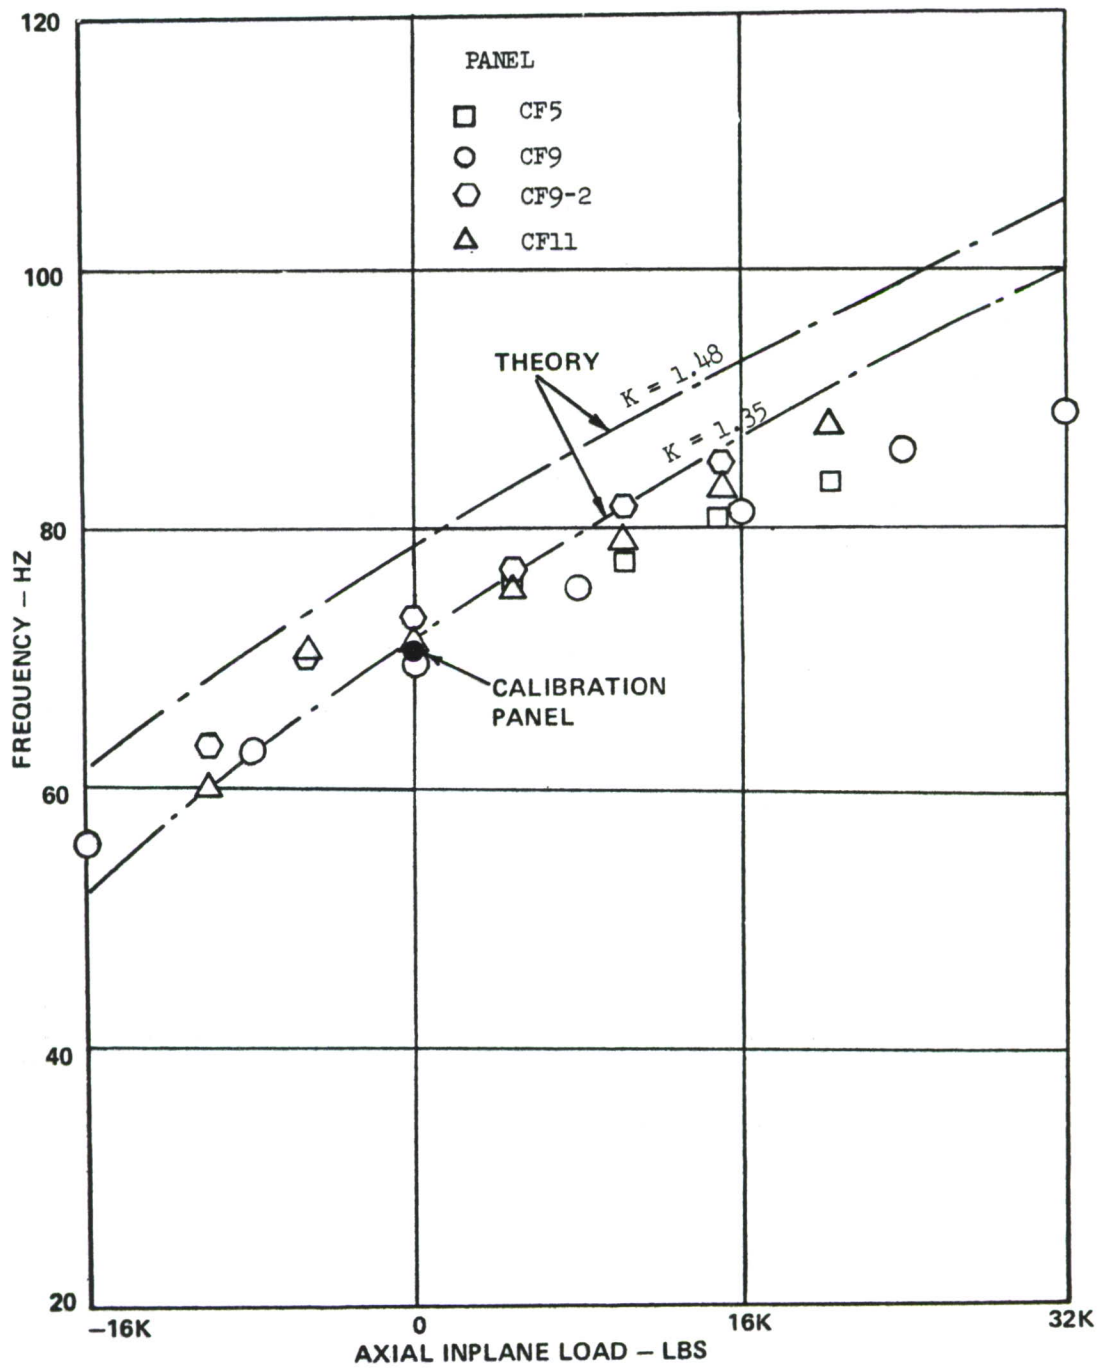 120
PANEL
CF5
CF9
CF9-2
CF11
100
THEORY
K = 1.48
K = 1.35
80
FREQUENCY – HZ
CALIBRATION
PANEL
60
40
20
–16K
0
16K
32K
AXIAL INPLANE LOAD – LBS